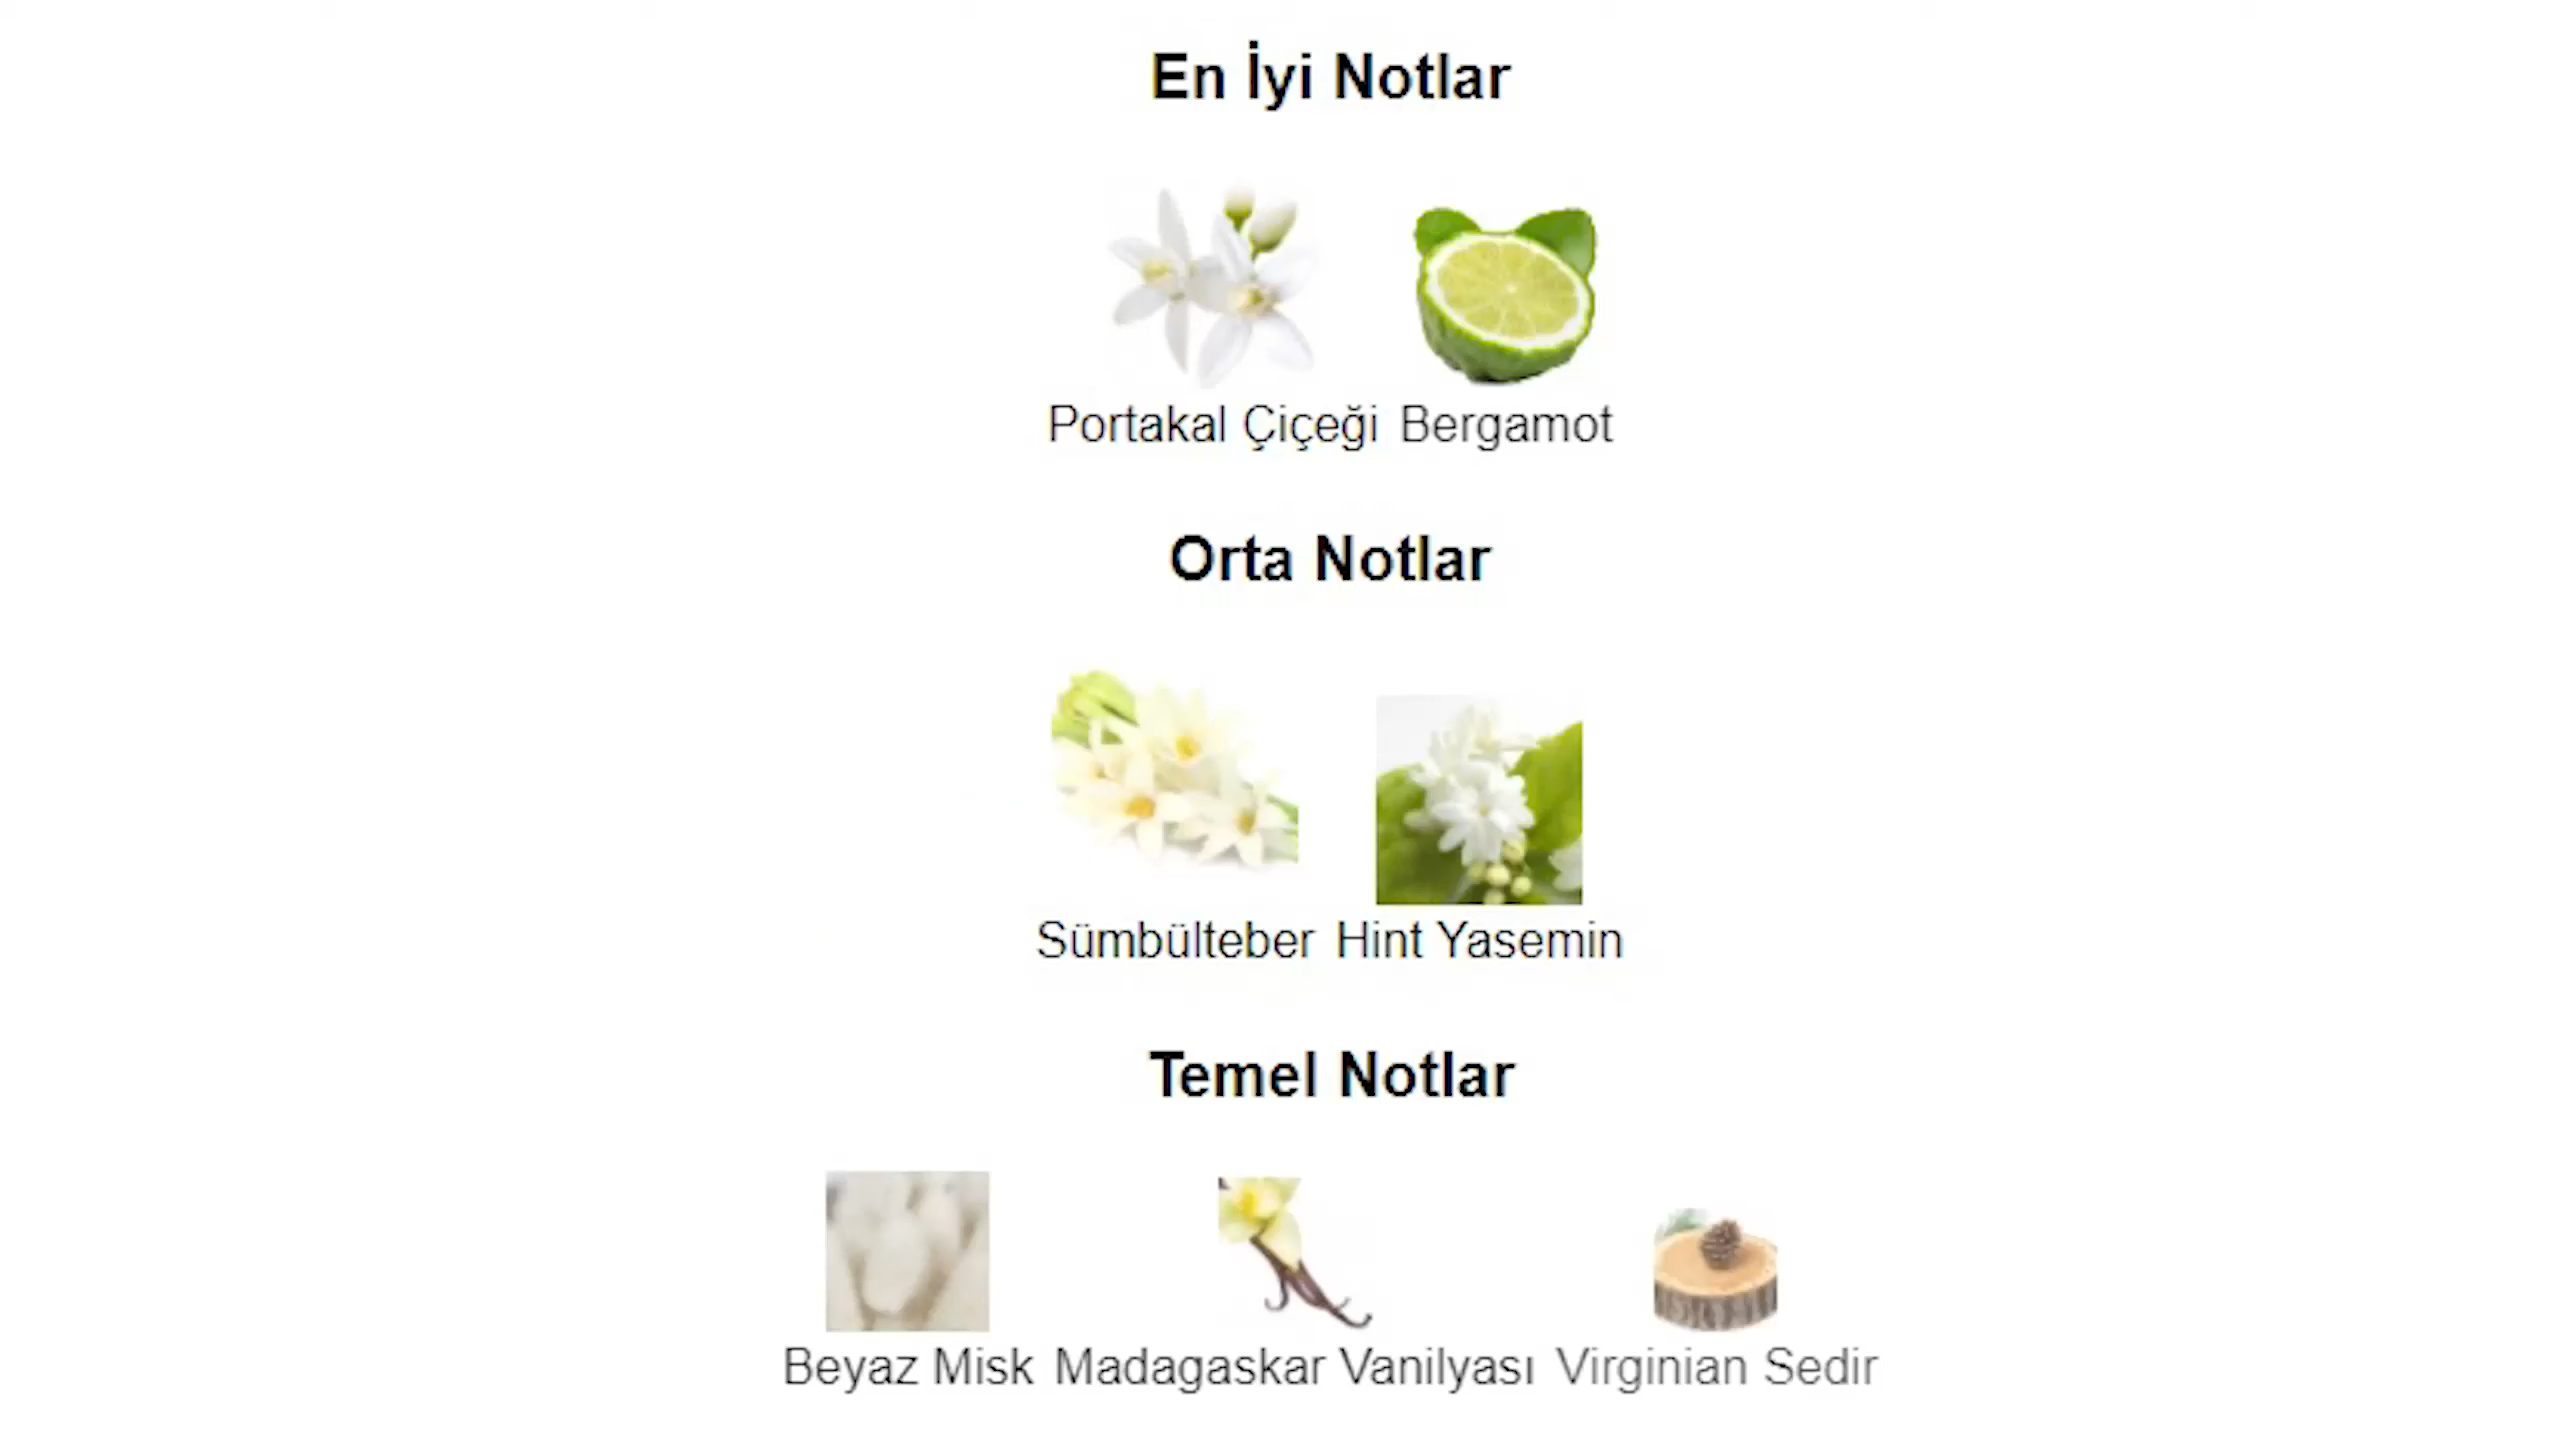 En İyi Notlar
Portakal Çiçeği Bergamot
Orta Notlar
Sümbülteber Hint Yasemin
Temel Notlar
Beyaz Misk Madagaskar Vanilyası Virginian Sedir